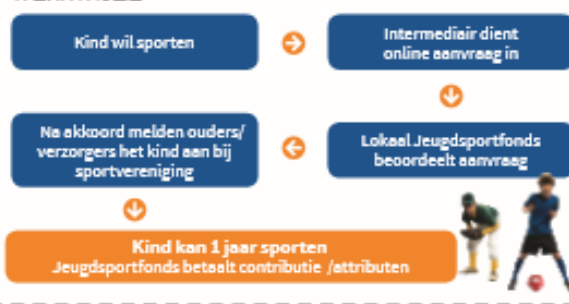 Kind wil sporten
Intermediair dient
online aanvraag in
Lokaal Jeugdsportfonds
beoordeelt aanvraag
Na akkoord melden ouders/
verzorgers het kind aan bij
sportvereniging
Kind kan 1 jaar sporten
Jeugdsportfonds betaalt contributie /attributen